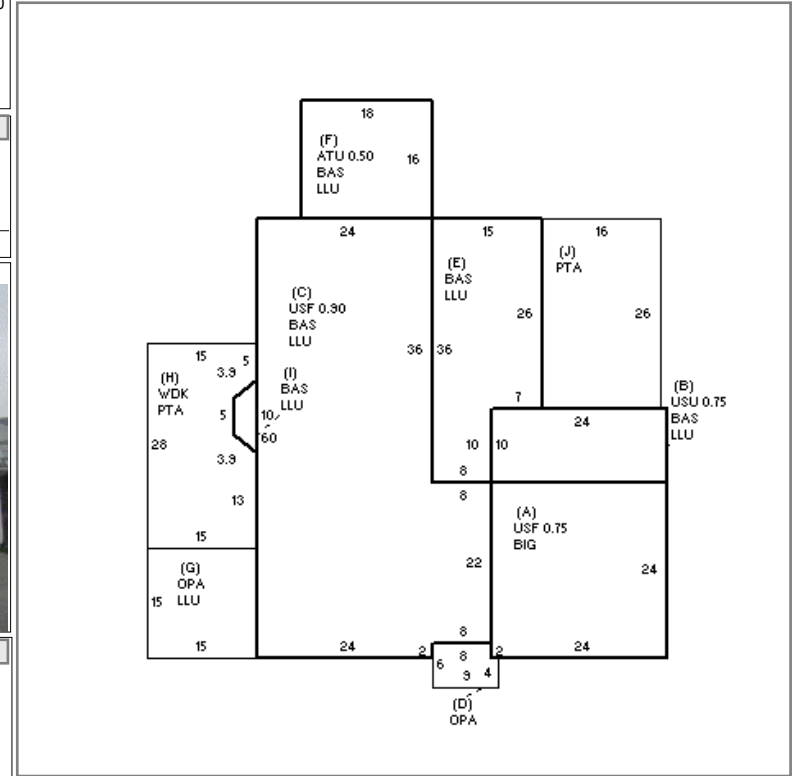 18
(F)
ATU 0.50
BAS
LLU
16
24
15
16
(J)
PTA
(E)
BAS
LLU
(C)
USF 0.90
BAS
LLU
26
26
36
36
15
5
3.9
(H)
WDK
PTA
(I)
BAS
LLU
5
10
60
28
3.9
13
15
7
24
(B)
USU 0.75
BAS
LLU
10
10
8
8
(A)
USF 0.75
BIG
22
24
(G)
OPA
LLU
15
15
24
2
8
8
2
24
6
9
4
(D)
OPA